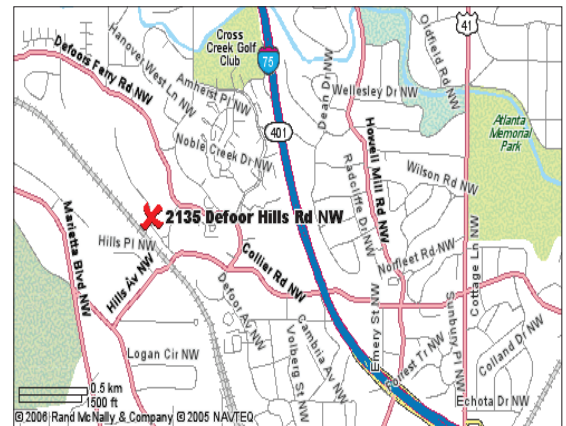 Cross
Creek Golf
Club
75
41
Oldfield Rd NW
Defoors Ferry Rd NW
Hanover West Ln NW
Amherst Pl NW
Dean Dr NW
Wellesley Dr NW
401
Atlanta
Memorial
Park
Noble Creek Dr NW
Howell Mill Rd NW
Radcliffe Dr NW
Wilson Rd NW
2135 Defoor Hills Rd NW
Marietta Blvd NW
Hills Pl NW
Hills Av NW
Collier Rd NW
Norfleet Rd NW
Cottage Ln NW
Defoor Av NW
Volberg St NW
Cambria Av NW
Emery St NW
Sunbury Pl NW
Colland Dr NW
Logan Cir NW
Forest Tr NW
Echota Dr NW
0.5 km
1500 ft
© 2006 Rand McNally & Company © 2005 NAVTEQ